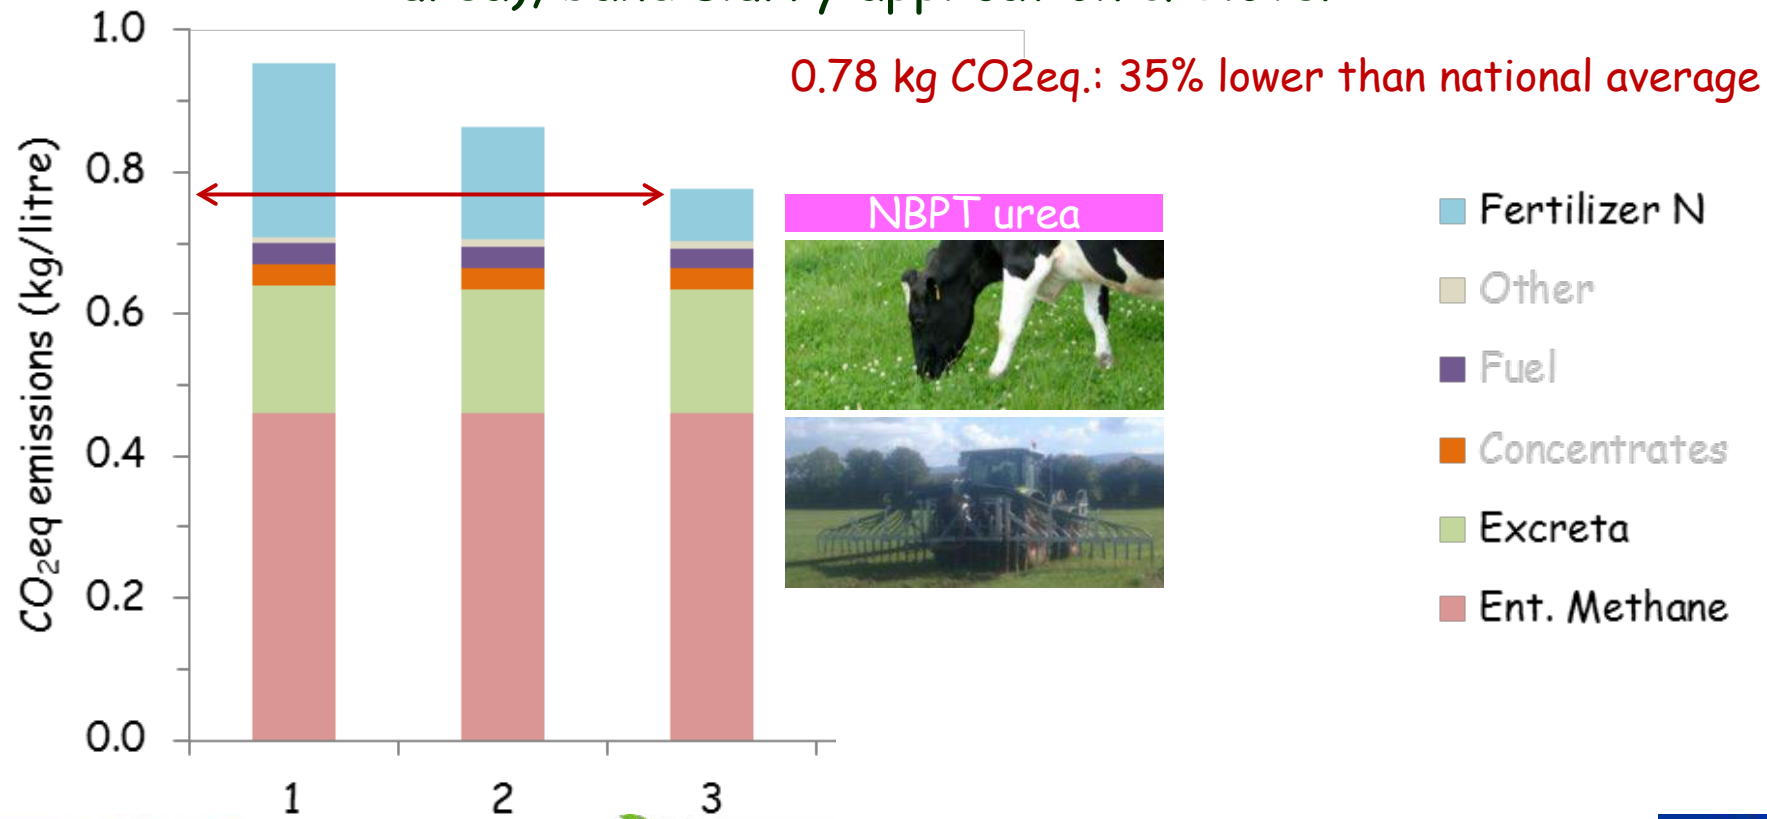 1.0
0.78 kg CO2eq.: 35% lower than national average
0.8
0.6
0.4
0.2
0.0
CO₂eq emissions (kg/litre)
NBPT urea
Fertilizer N
Other
Fuel
Concentrates
Excreta
Ent. Methane
1 2 3